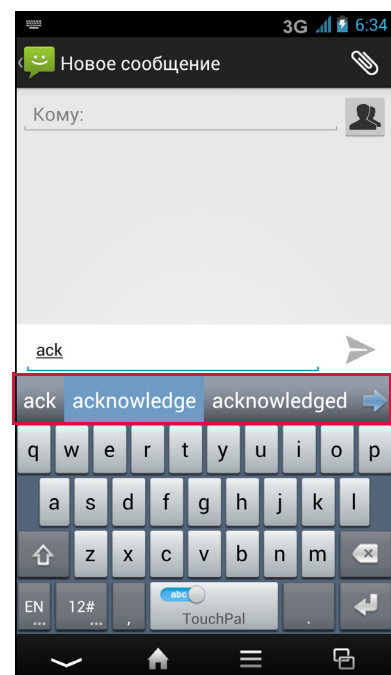 3G 6:34
Новое сообщение
Кому:
ack
ack acknowledge acknowledged
q w e r t y u i o p
a s d f g h j k l
z x c v b n m
EN ... 12# ... , abc TouchPal .